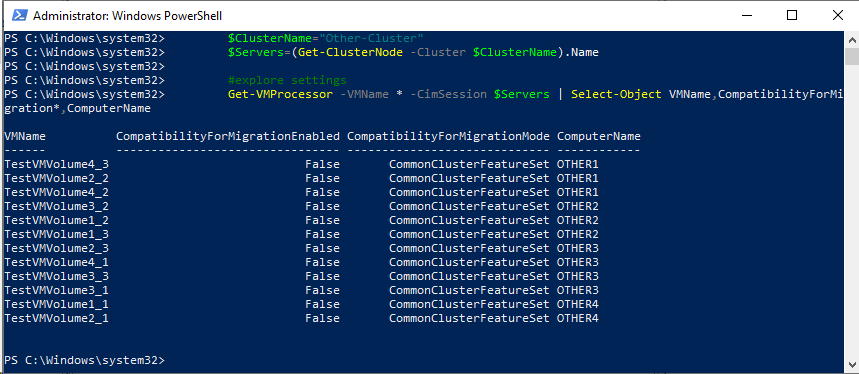 Administrator: Windows PowerShell
PS C:\Windows\system32>         $ClusterName="Other-Cluster"
PS C:\Windows\system32>         $Servers=(Get-ClusterNode -Cluster $ClusterName).Name
PS C:\Windows\system32>
PS C:\Windows\system32>         #explore settings
PS C:\Windows\system32>         Get-VMProcessor -VMName * -CimSession $Servers | Select-Object VMName,CompatibilityForMi
gration*,ComputerName
VMName          CompatibilityForMigrationEnabled CompatibilityForMigrationMode ComputerName
------          -------------------------------- ----------------------------- ------------
TestVMVolume4_3                            False       CommonClusterFeatureSet OTHER1
TestVMVolume2_2                            False       CommonClusterFeatureSet OTHER1
TestVMVolume4_2                            False       CommonClusterFeatureSet OTHER1
TestVMVolume3_2                            False       CommonClusterFeatureSet OTHER2
TestVMVolume1_2                            False       CommonClusterFeatureSet OTHER2
TestVMVolume1_3                            False       CommonClusterFeatureSet OTHER2
TestVMVolume2_3                            False       CommonClusterFeatureSet OTHER3
TestVMVolume4_1                            False       CommonClusterFeatureSet OTHER3
TestVMVolume3_3                            False       CommonClusterFeatureSet OTHER3
TestVMVolume3_1                            False       CommonClusterFeatureSet OTHER3
TestVMVolume1_1                            False       CommonClusterFeatureSet OTHER4
TestVMVolume2_1                            False       CommonClusterFeatureSet OTHER4
PS C:\Windows\system32>